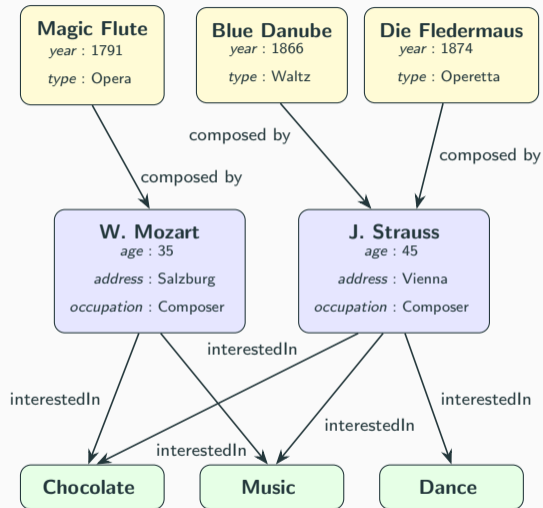 Magic Flute
year : 1791
type : Opera
Blue Danube
year : 1866
type : Waltz
Die Fledermaus
year : 1874
type : Operetta
composed by
composed by
composed by
W. Mozart
age : 35
address : Salzburg
occupation : Composer
J. Strauss
age : 45
address : Vienna
occupation : Composer
interestedIn
interestedIn
interestedIn
interestedIn
interestedIn
Chocolate
Music
Dance